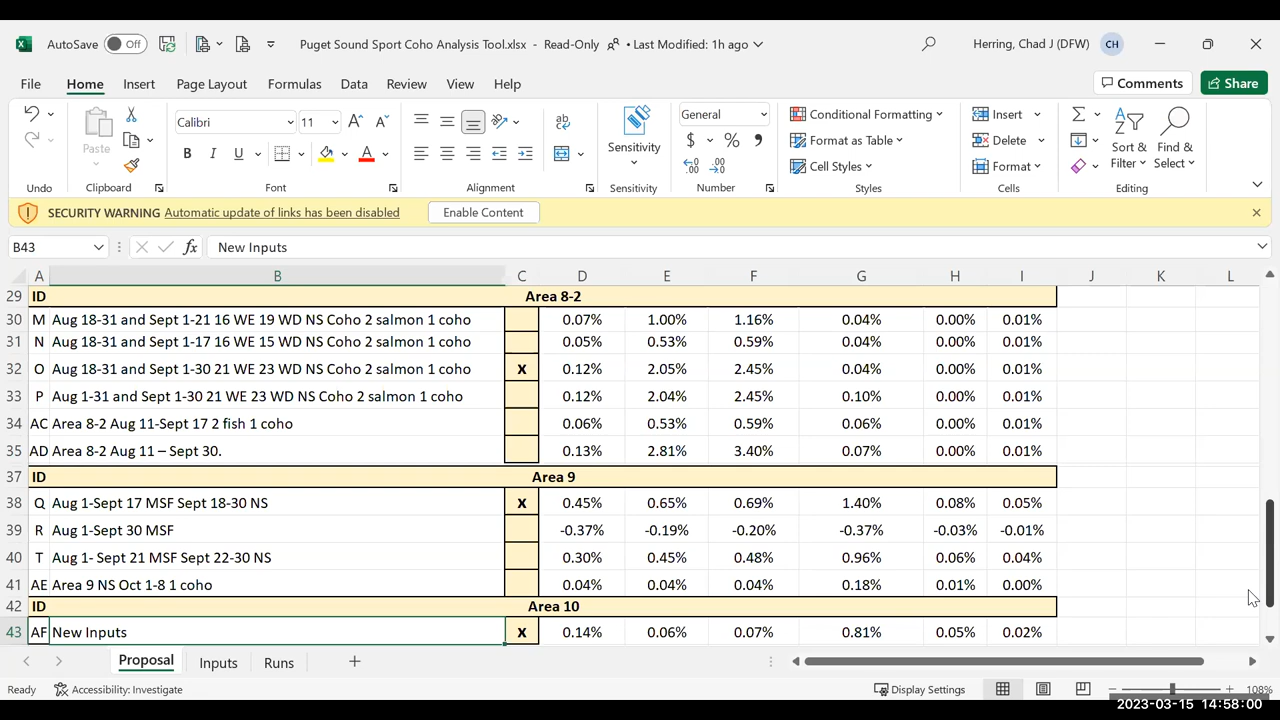 AutoSave Off Puget Sound Sport Coho Analysis Tool.xlsx - Read-Only • Last Modified: 1h ago Herring, Chad J (DFW) CH
File Home Insert Page Layout Formulas Data Review View Help Comments Share
Calibri 11 General Conditional Formatting Insert
Paste Sensitivity Format as Table Delete Sort & Filter Find & Select
B I U A $ % , Cell Styles Format
Undo Clipboard Font Alignment Sensitivity Number Styles Cells Editing
SECURITY WARNING Automatic update of links has been disabled Enable Content
B43 fx New Inputs
A B C D E F G H I J K L
29 ID Area 8-2
30 M Aug 18-31 and Sept 1-21 16 WE 19 WD NS Coho 2 salmon 1 coho 0.07% 1.00% 1.16% 0.04% 0.00% 0.01%
31 N Aug 18-31 and Sept 1-17 16 WE 15 WD NS Coho 2 salmon 1 coho 0.05% 0.53% 0.59% 0.04% 0.00% 0.01%
32 O Aug 18-31 and Sept 1-30 21 WE 23 WD NS Coho 2 salmon 1 coho X 0.12% 2.05% 2.45% 0.04% 0.00% 0.01%
33 P Aug 1-31 and Sept 1-30 21 WE 23 WD NS Coho 2 salmon 1 coho 0.12% 2.04% 2.45% 0.10% 0.00% 0.01%
34 AC Area 8-2 Aug 11-Sept 17 2 fish 1 coho 0.06% 0.53% 0.59% 0.06% 0.00% 0.01%
35 AD Area 8-2 Aug 11 – Sept 30. 0.13% 2.81% 3.40% 0.07% 0.00% 0.01%
37 ID Area 9
38 Q Aug 1-Sept 17 MSF Sept 18-30 NS X 0.45% 0.65% 0.69% 1.40% 0.08% 0.05%
39 R Aug 1-Sept 30 MSF -0.37% -0.19% -0.20% -0.37% -0.03% -0.01%
40 T Aug 1- Sept 21 MSF Sept 22-30 NS 0.30% 0.45% 0.48% 0.96% 0.06% 0.04%
41 AE Area 9 NS Oct 1-8 1 coho 0.04% 0.04% 0.04% 0.18% 0.01% 0.00%
42 ID Area 10
43 AF New Inputs X 0.14% 0.06% 0.07% 0.81% 0.05% 0.02%
Proposal Inputs Runs
Ready Accessibility: Investigate Display Settings 108%
2023-03-15 14:58:00